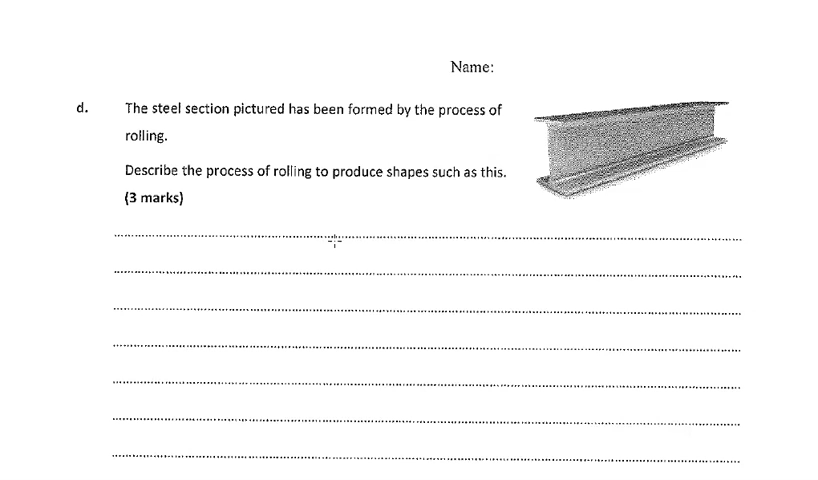 Name:
d. The steel section pictured has been formed by the process of
rolling.
Describe the process of rolling to produce shapes such as this.
(3 marks)